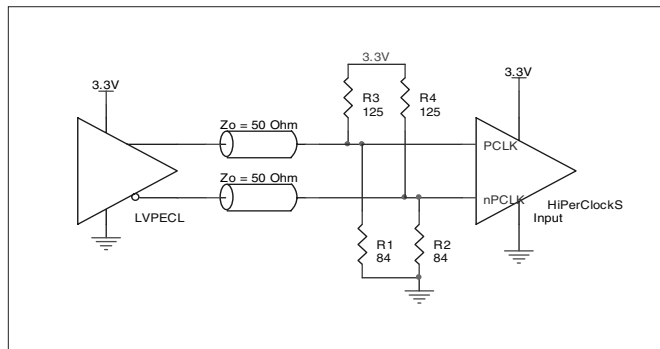 3.3V
3.3V
3.3V
R3
125
R4
125
Zo = 50 Ohm
PCLK
Zo = 50 Ohm
nPCLK
HiPerClockS
Input
LVPECL
R1
84
R2
84